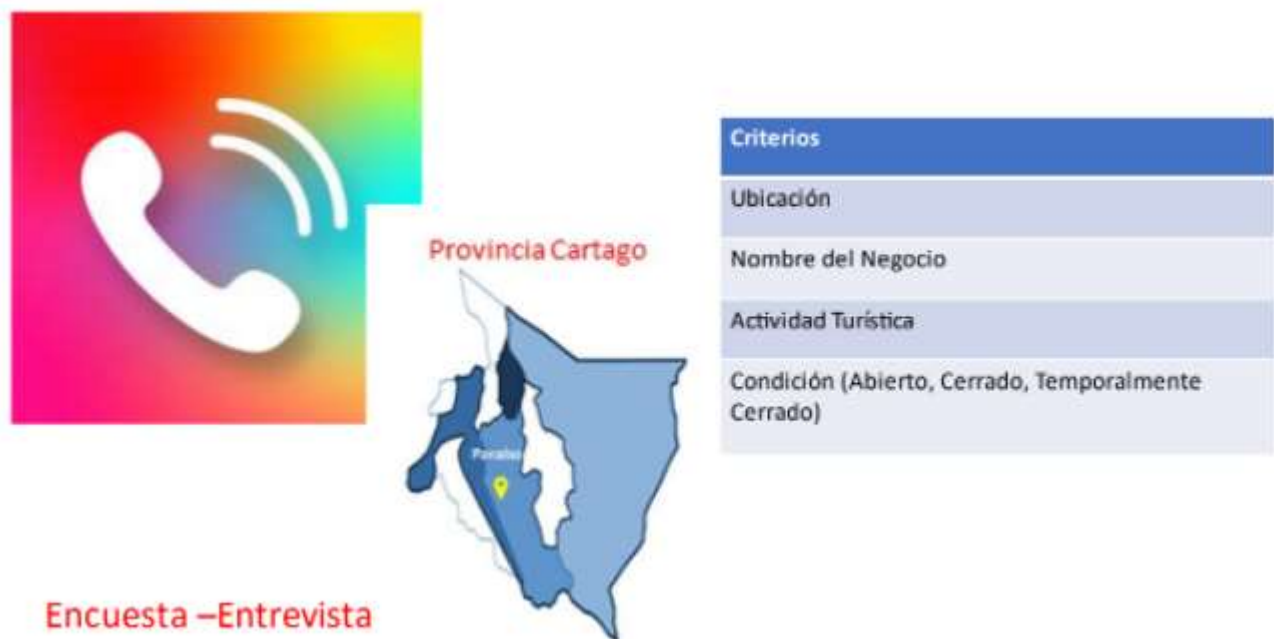 Provincia Cartago
Paraíso
Encuesta –Entrevista
Criterios
Ubicación
Nombre del Negocio
Actividad Turística
Condición (Abierto, Cerrado, Temporalmente
Cerrado)